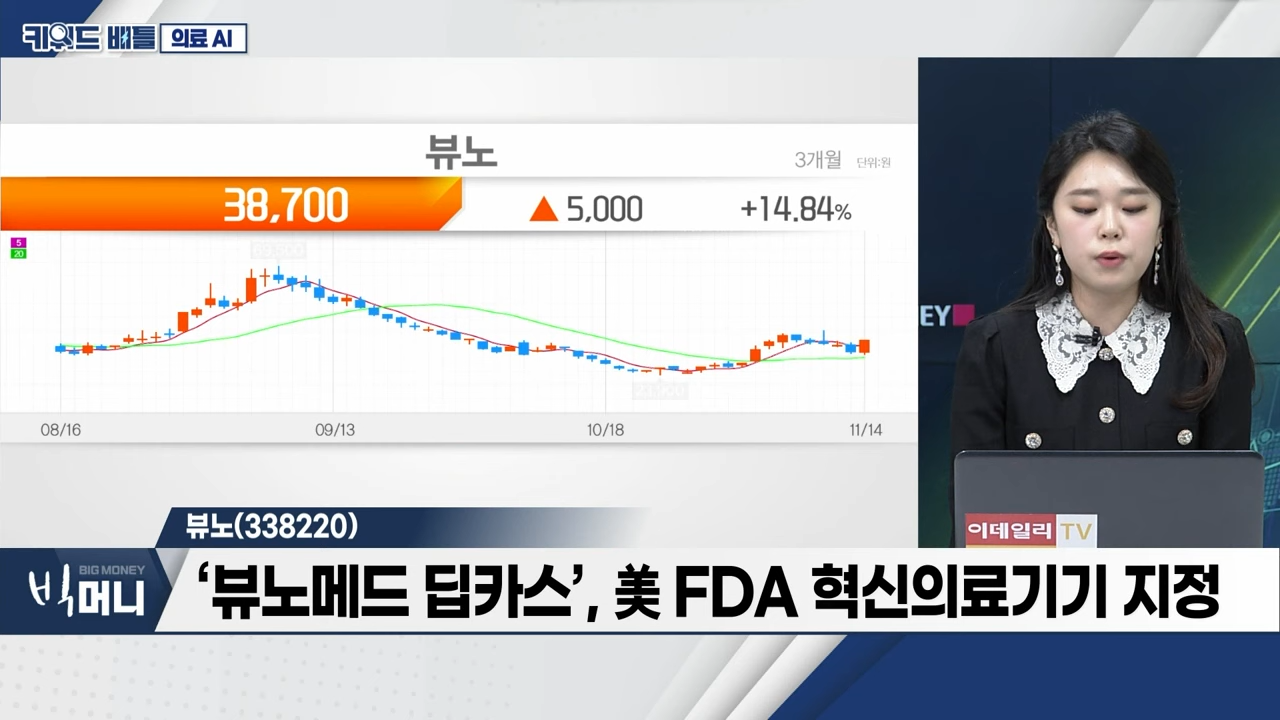 키워드 배틀 의료 AI
뷰노
3개월 단위:원
38,700 ▲ 5,000 +14.84%
5
20
08/16 09/13 10/18 11/14
EY
이데일리 TV
뷰노(338220)
BIG MONEY
빅머니
‘뷰노메드 딥카스’, 美 FDA 혁신의료기기 지정